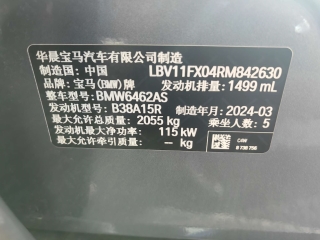 华晨宝马汽车有限公司制造
制造国：中国 LBV11FX04RM842630
品牌：宝马(BMW)牌 发动机排量：1499 mL
整车型号：BMW6462AS
发动机型号：B38A15R 制造年月：2024-03
最大允许总质量：2055 kg 乘坐人数：5
发动机最大净功率：115 kW
最大允许牵引质量：— kg